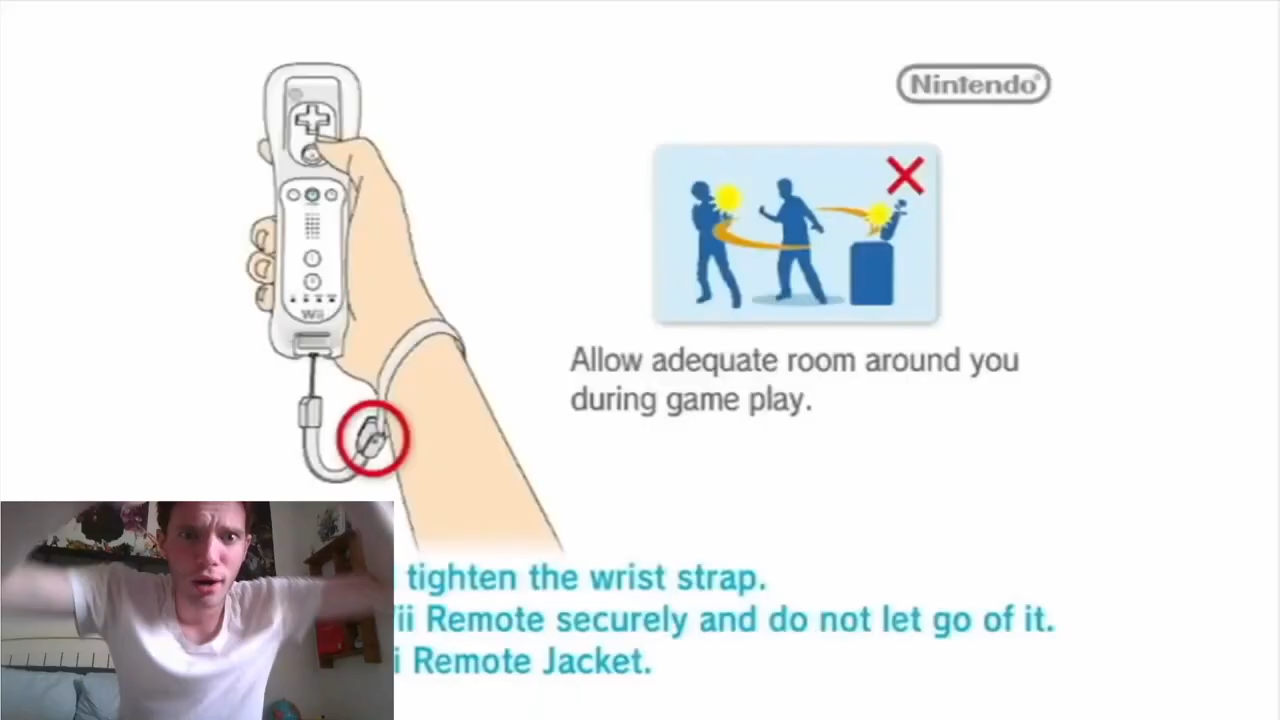 Nintendo®
Allow adequate room around you
during game play.
tighten the wrist strap.
Remote securely and do not let go of it.
Remote Jacket.
Wii